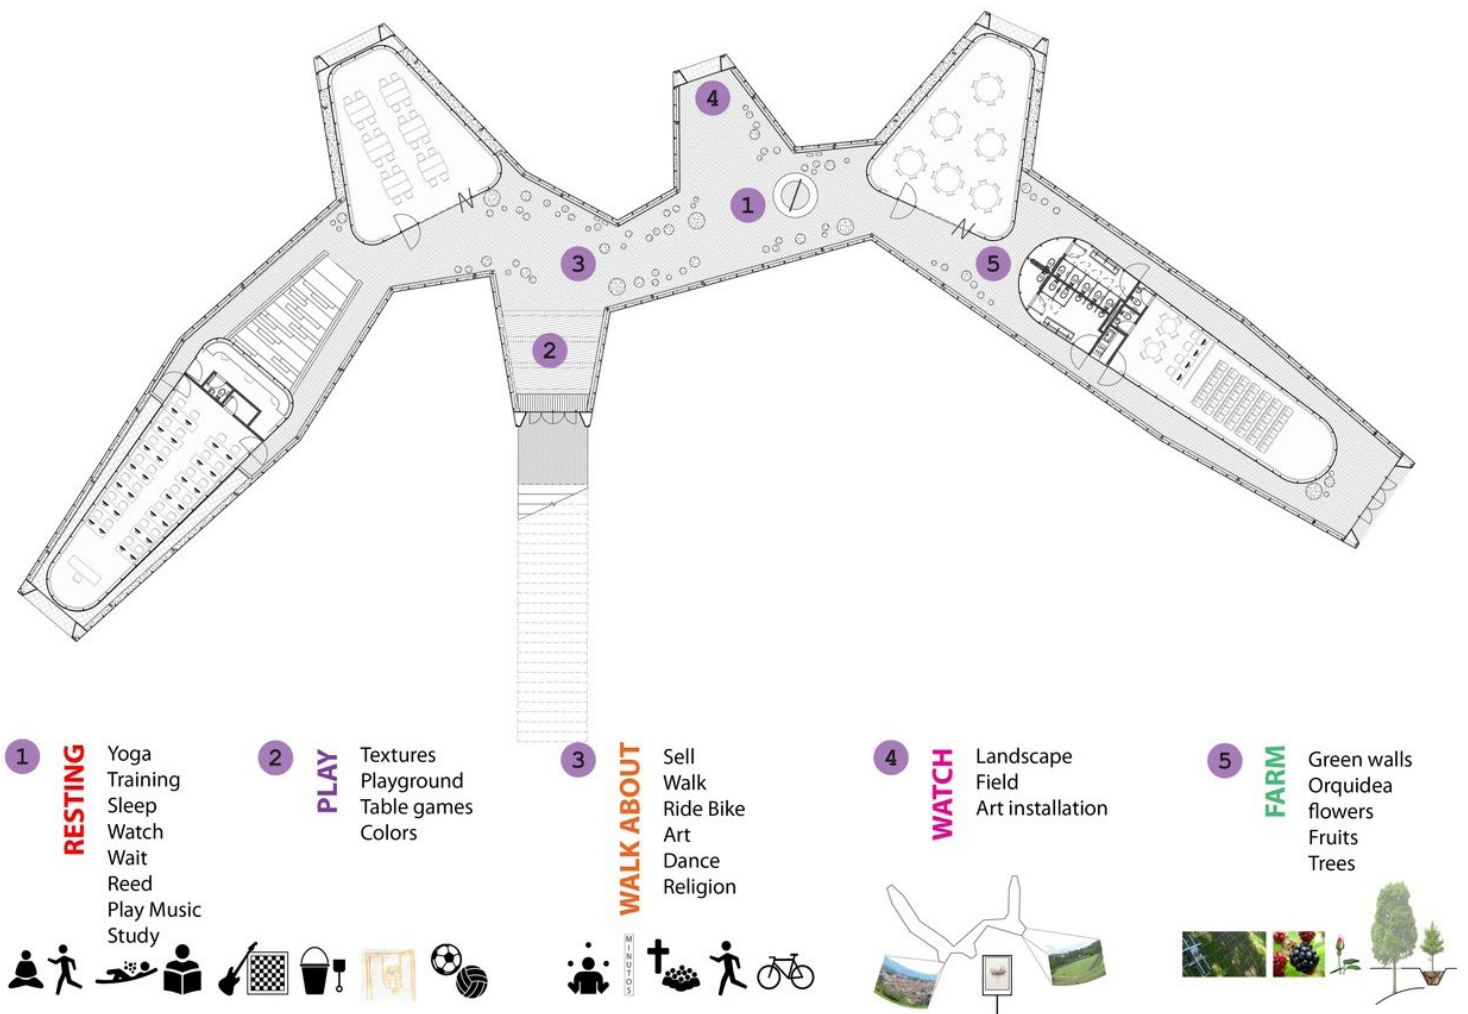 4
1
3
5
2
1
RESTING
Yoga
Training
Sleep
Watch
Wait
Reed
Play Music
Study
2
PLAY
Textures
Playground
Table games
Colors
3
WALK ABOUT
Sell
Walk
Ride Bike
Art
Dance
Religion
MINUTOS
4
WATCH
Landscape
Field
Art installation
5
FARM
Green walls
Orquidea
flowers
Fruits
Trees